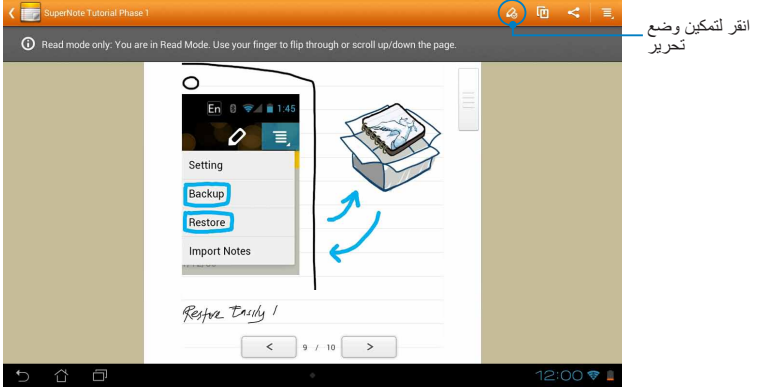 SuperNote Tutorial Phase 1
انقر لتمكين وضع
تحرير
Read mode only: You are in Read Mode. Use your finger to flip through or scroll up/down the page.
En 1:45
Setting
Backup
Restore
Import Notes
Restore Easily !
< 9 / 10 >
12:00